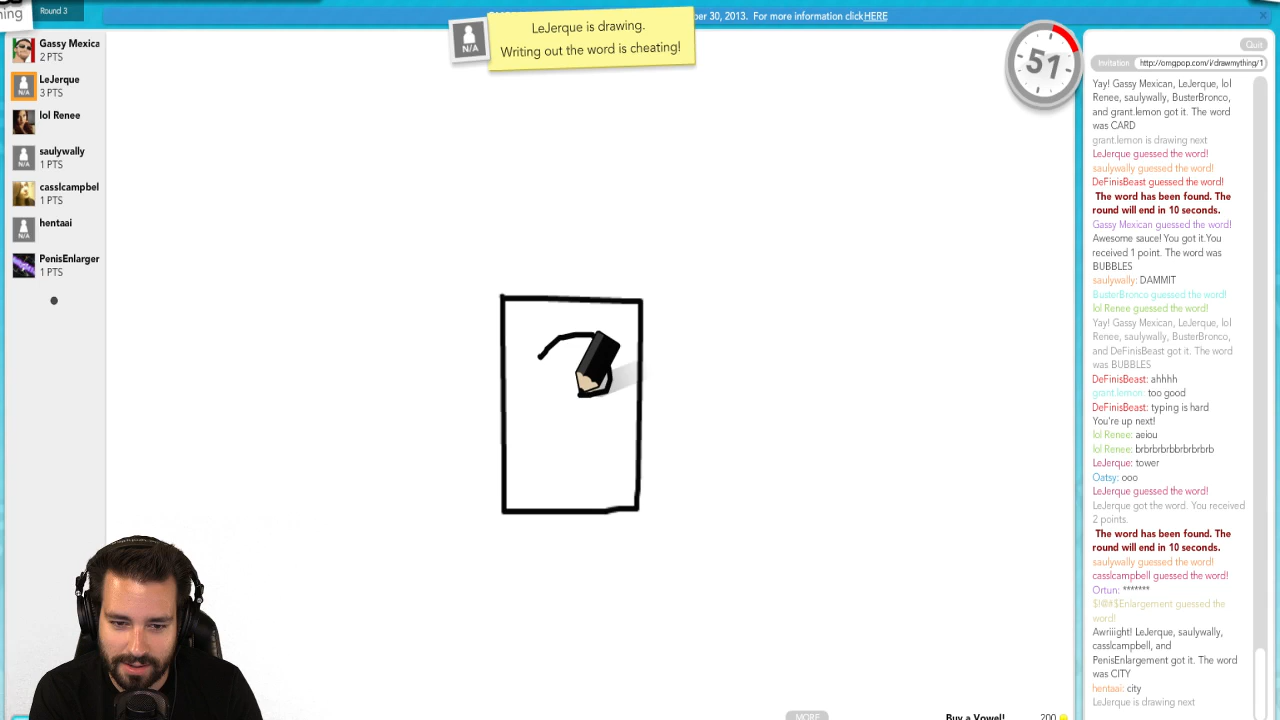 hing
Round 3
er 30, 2013. For more information click HERE
LeJerque is drawing.
Writing out the word is cheating!
N/A
51
Gassy Mexica
2 PTS
LeJerque
3 PTS
N/A
lol Renee
saulywally
1 PTS
N/A
casslcampbel
1 PTS
hentaai
N/A
PenisEnlarger
1 PTS
Quit
Invitation http://omgpop.com/i/drawmything/1
Yay! Gassy Mexican, LeJerque, lol
Renee, saulywally, BusterBronco,
and grant.lemon got it. The word
was CARD
grant.lemon is drawing next
LeJerque guessed the word!
saulywally guessed the word!
DeFinisBeast guessed the word!
The word has been found. The
round will end in 10 seconds.
Gassy Mexican guessed the word!
Awesome sauce! You got it.You
received 1 point. The word was
BUBBLES
saulywally: DAMMIT
BusterBronco guessed the word!
lol Renee guessed the word!
Yay! Gassy Mexican, LeJerque, lol
Renee, saulywally, BusterBronco,
and DeFinisBeast got it. The word
was BUBBLES
DeFinisBeast: ahhhh
grant.lemon: too good
DeFinisBeast: typing is hard
You're up next!
lol Renee: aeiou
lol Renee: brbrbrbrbbrbrbrbrb
LeJerque: tower
Oatsy: ooo
LeJerque guessed the word!
LeJerque got the word. You received
2 points.
The word has been found. The
round will end in 10 seconds.
saulywally guessed the word!
casslcampbell guessed the word!
Ortun: *******
$!@#$Enlargement guessed the
word!
Awriiight! LeJerque, saulywally,
casslcampbell, and
PenisEnlargement got it. The word
was CITY
hentaai: city
LeJerque is drawing next
MORE
Buy a Vowel!
200